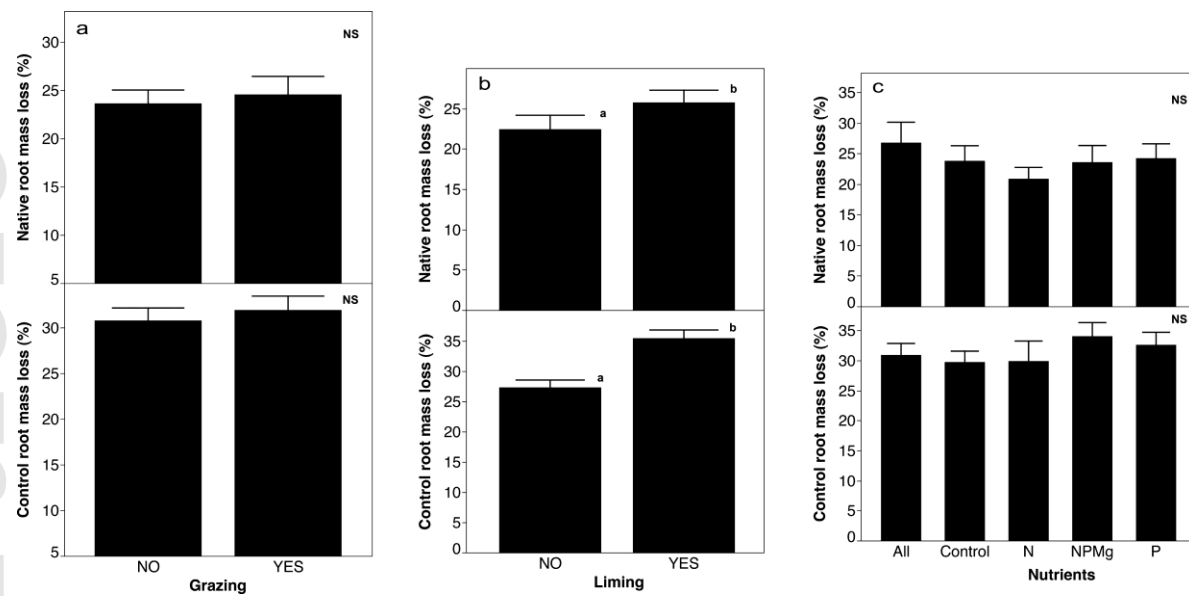 a
NS
Native root mass loss (%)
30
25
20
15
10
5
NS
Control root mass loss (%)
30
25
20
15
10
5
NO YES
Grazing
b
a
b
Native root mass loss (%)
25
20
15
10
5
0
a
b
Control root mass loss (%)
35
30
25
20
15
10
5
0
NO YES
Liming
c
NS
Native root mass loss (%)
35
30
25
20
15
10
5
0
NS
Control root mass loss (%)
35
30
25
20
15
10
5
0
All Control N NPMg P
Nutrients